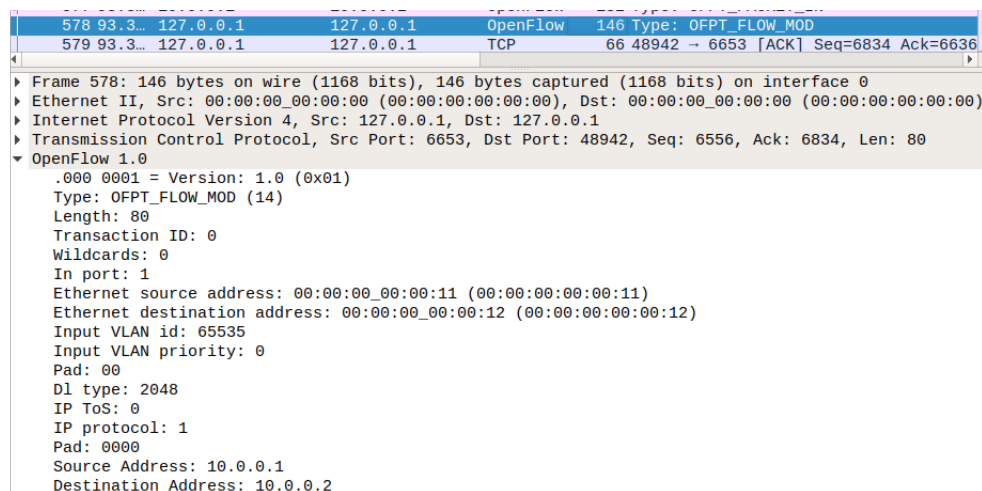 578 93.3… 127.0.0.1 127.0.0.1 OpenFlow 146 Type: OFPT_FLOW_MOD
579 93.3… 127.0.0.1 127.0.0.1 TCP 66 48942 → 6653 [ACK] Seq=6834 Ack=6636
Frame 578: 146 bytes on wire (1168 bits), 146 bytes captured (1168 bits) on interface 0
Ethernet II, Src: 00:00:00_00:00:00 (00:00:00:00:00:00), Dst: 00:00:00_00:00:00 (00:00:00:00:00:00)
Internet Protocol Version 4, Src: 127.0.0.1, Dst: 127.0.0.1
Transmission Control Protocol, Src Port: 6653, Dst Port: 48942, Seq: 6556, Ack: 6834, Len: 80
OpenFlow 1.0
.000 0001 = Version: 1.0 (0x01)
Type: OFPT_FLOW_MOD (14)
Length: 80
Transaction ID: 0
Wildcards: 0
In port: 1
Ethernet source address: 00:00:00_00:00:11 (00:00:00:00:00:11)
Ethernet destination address: 00:00:00_00:00:12 (00:00:00:00:00:12)
Input VLAN id: 65535
Input VLAN priority: 0
Pad: 00
Dl type: 2048
IP ToS: 0
IP protocol: 1
Pad: 0000
Source Address: 10.0.0.1
Destination Address: 10.0.0.2